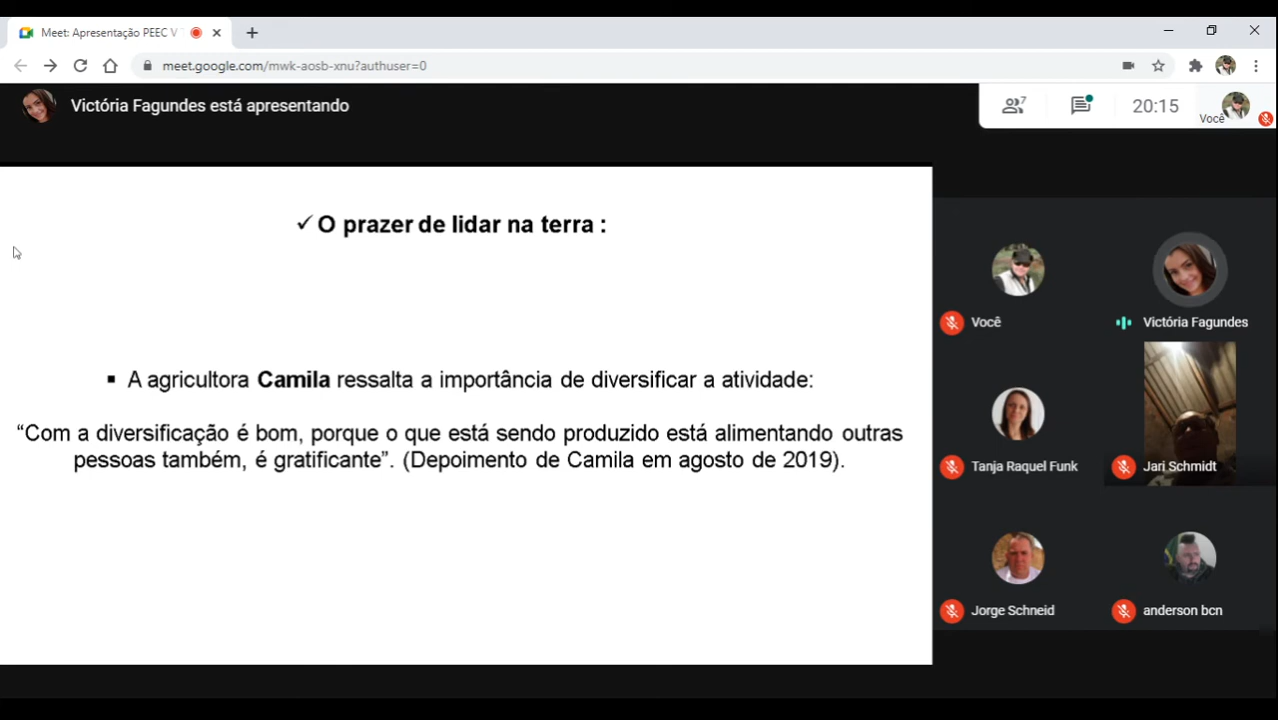 Meet: Apresentação PEEC V
meet.google.com/mwk-aosb-xnu?authuser=0
Victória Fagundes está apresentando
7
20:15
Você
✓ O prazer de lidar na terra :
▪ A agricultora Camila ressalta a importância de diversificar a atividade:
“Com a diversificação é bom, porque o que está sendo produzido está alimentando outras
pessoas também, é gratificante”. (Depoimento de Camila em agosto de 2019).
Você
Victória Fagundes
Tanja Raquel Funk
Jari Schmidt
Jorge Schneid
anderson bcn